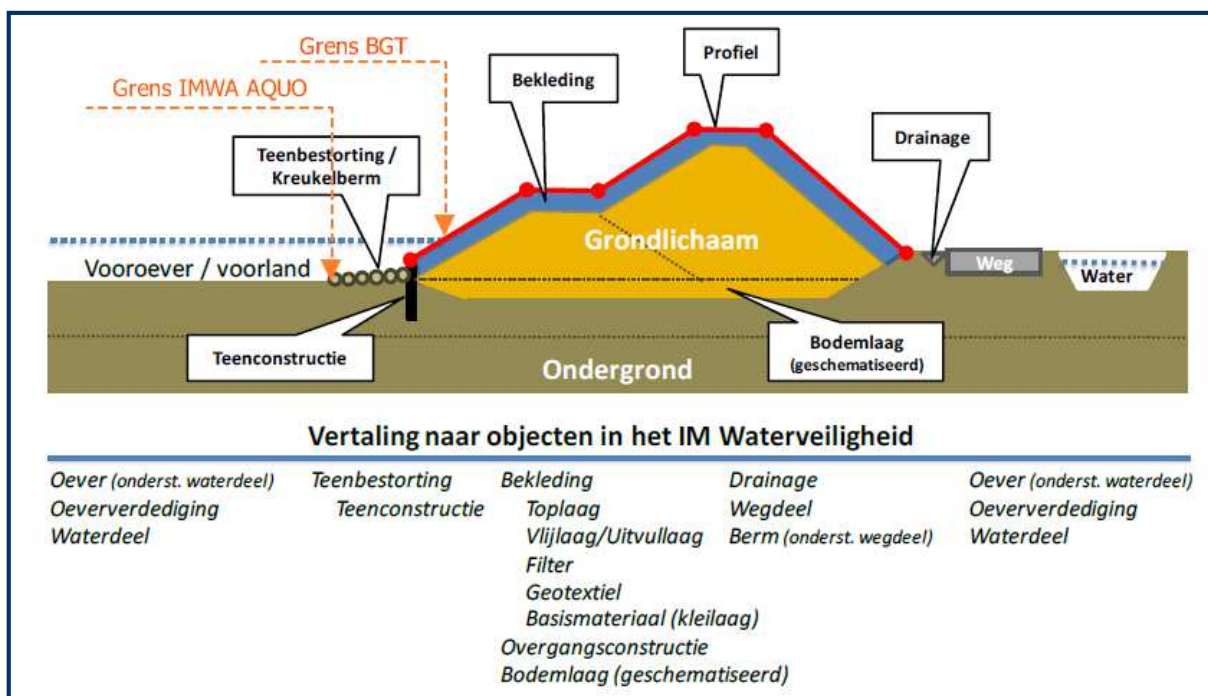 Grens BGT
Profiel
Bekleding
Grens IMWA AQUO
Drainage
Teenbestorting /
Kreukelberm
Grondlichaam
Vooroever / voorland
Weg
Water
Teenconstructie
Bodemlaag
(geschematiseerd)
Ondergrond
Vertaling naar objecten in het IM Waterveiligheid
Oever (onderst. waterdeel)
Oeververdediging
Waterdeel
Teenbestorting
Teenconstructie
Bekleding
Toplaag
Vlijlaag/Uitvullaag
Filter
Geotextiel
Basismateriaal (kleilaag)
Overgangsconstructie
Bodemlaag (geschematiseerd)
Drainage
Wegdeel
Berm (onderst. wegdeel)
Oever (onderst. waterdeel)
Oeververdediging
Waterdeel